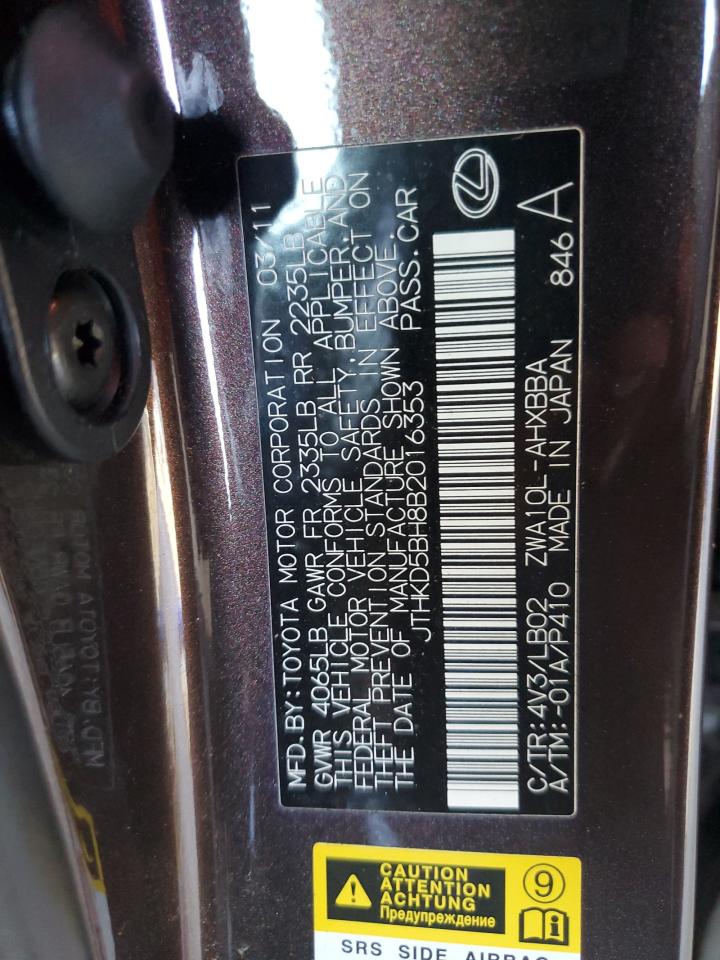 MFD.BY:TOYOTA MOTOR CORPORATION 03/11
GVWR 4065LB GAWR FR 2335LB RR 2235LB
THIS VEHICLE CONFORMS TO ALL APPLICABLE
FEDERAL MOTOR VEHICLE SAFETY,BUMPER,AND
THEFT PREVENTION STANDARDS IN EFFECT ON
THE DATE OF MANUFACTURE SHOWN ABOVE.
JTHKD5BH8B2016353 PASS.CAR
C/TR:4V3/LB02 ZWA10L-AHXBBA 846 A
A/TM:-01A/P410 MADE IN JAPAN
CAUTION
ATTENTION
ACHTUNG
Предупреждение
9
i
SRS SIDE AIRBAG